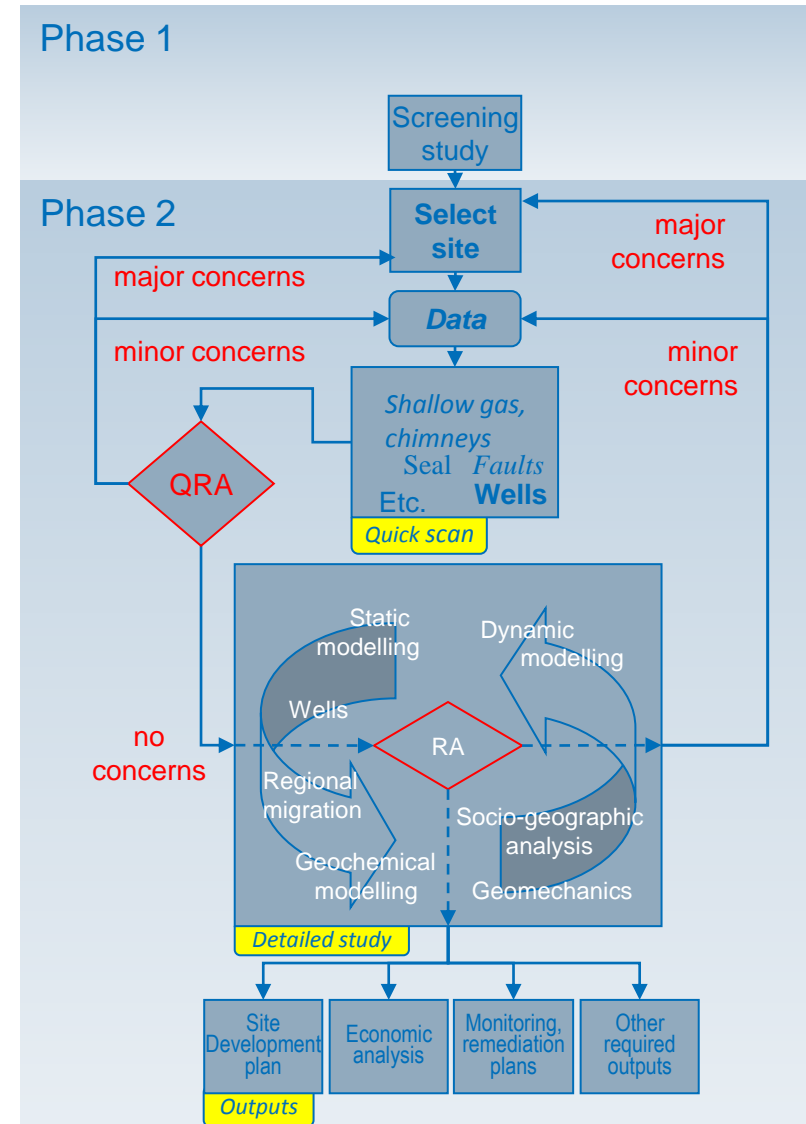 Phase 1
Screening
study
Phase 2
Select
site
major
concerns
major concerns
Data
minor concerns
minor
concerns
Shallow gas,
chimneys
Seal Faults
Etc. Wells
QRA
Quick scan
Static
modelling
Dynamic
modelling
Wells
no
concerns
RA
Regional
migration
Socio-geographic
analysis
Geochemical
modelling
Geomechanics
Detailed study
Site
Development
plan
Economic
analysis
Monitoring,
remediation
plans
Other
required
outputs
Outputs